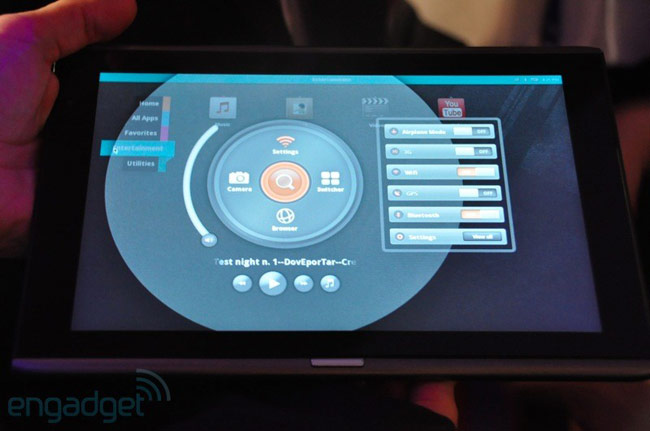 Home
All Apps
Favorites
Entertainment
Utilities
You
Tube
Settings
Camera
Switcher
Browser
Airplane Mode OFF
3G
Wifi
GPS OFF
Bluetooth
Settings View all
Test night n. 1--DovEporTar--Cre
engadget